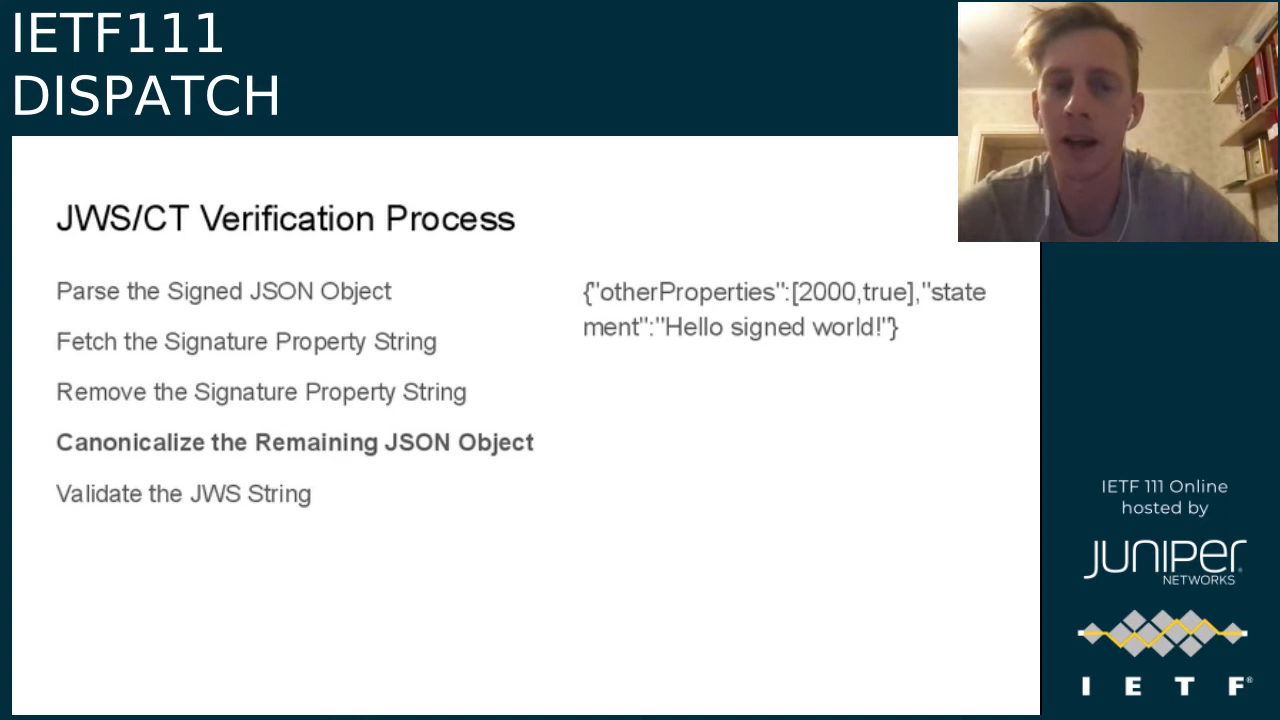 IETF111
DISPATCH
JWS/CT Verification Process
Parse the Signed JSON Object
Fetch the Signature Property String
Remove the Signature Property String
Canonicalize the Remaining JSON Object
Validate the JWS String
{"otherProperties":[2000,true],"state
ment":"Hello signed world!"}
IETF 111 Online
hosted by
JUNIPER
NETWORKS
I E T F®